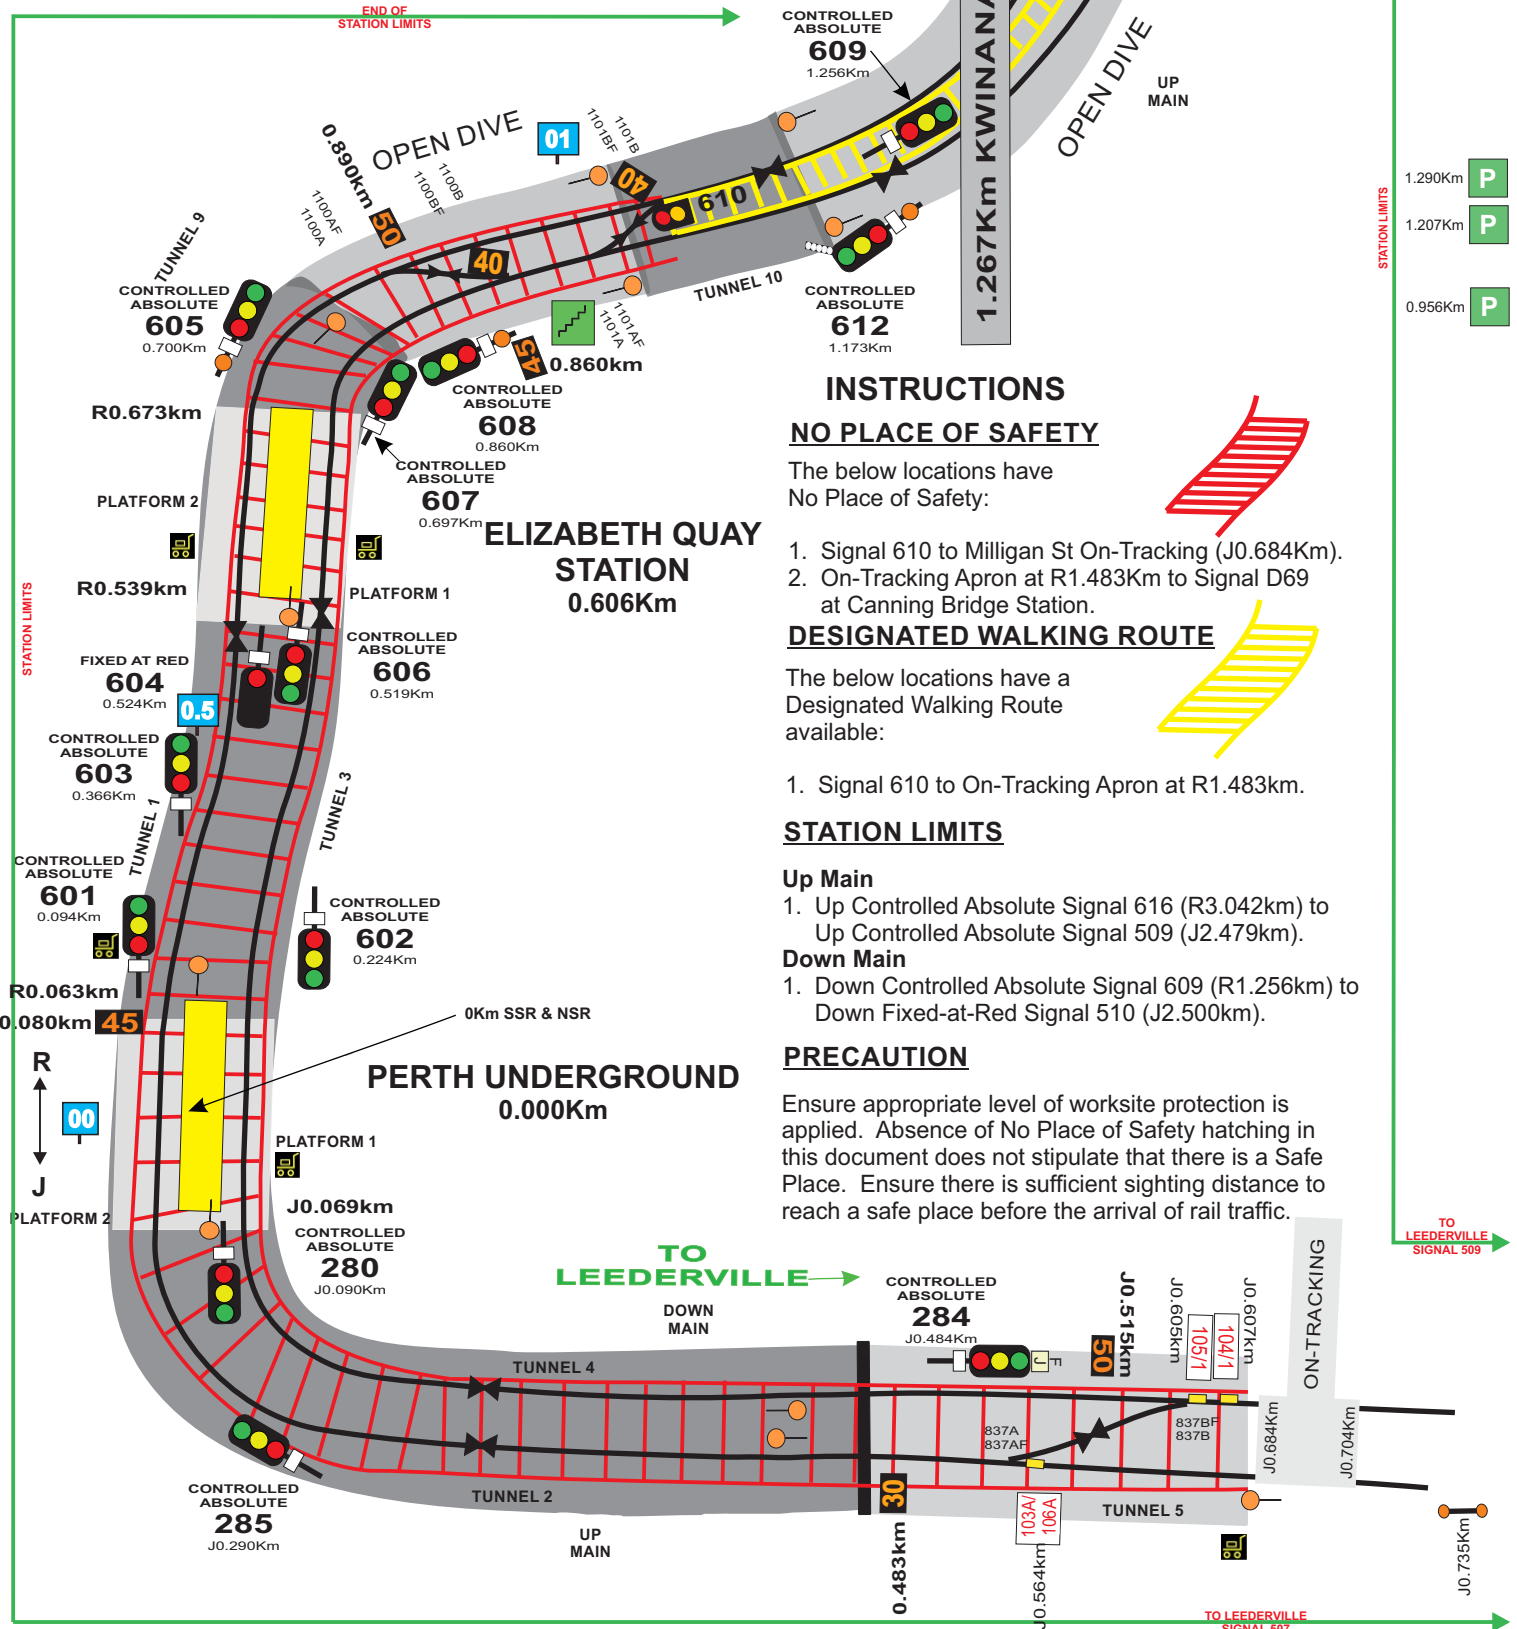 END OF
STATION LIMITS
CONTROLLED
ABSOLUTE
609
1.256Km
1.267Km KWINANA
OPEN DIVE
UP
MAIN
OPEN DIVE
01
1101BF
1101B
0.890km
50
1100B
1100BF
1100AF
1100A
40
610
40
TUNNEL 9
CONTROLLED
ABSOLUTE
605
0.700Km
TUNNEL 10
1101AF
1101A
CONTROLLED
ABSOLUTE
612
1.173Km
STATION LIMITS
1.290Km P
1.207Km P
0.956Km P
45
0.860km
CONTROLLED
ABSOLUTE
608
0.860Km
R0.673km
CONTROLLED
ABSOLUTE
607
0.697Km
PLATFORM 2
ELIZABETH QUAY
STATION
0.606Km
R0.539km
PLATFORM 1
STATION LIMITS
FIXED AT RED
604
0.524Km
CONTROLLED
ABSOLUTE
606
0.519Km
0.5
CONTROLLED
ABSOLUTE
603
0.366Km
TUNNEL 1
TUNNEL 3
CONTROLLED
ABSOLUTE
601
0.094Km
CONTROLLED
ABSOLUTE
602
0.224Km
R0.063km
0.080km 45
0Km SSR & NSR
R
J
00
PERTH UNDERGROUND
0.000Km
PLATFORM 1
PLATFORM 2
J0.069km
CONTROLLED
ABSOLUTE
280
J0.090Km
INSTRUCTIONS
NO PLACE OF SAFETY
The below locations have
No Place of Safety:
1. Signal 610 to Milligan St On-Tracking (J0.684Km).
2. On-Tracking Apron at R1.483Km to Signal D69
at Canning Bridge Station.
DESIGNATED WALKING ROUTE
The below locations have a
Designated Walking Route
available:
1. Signal 610 to On-Tracking Apron at R1.483km.
STATION LIMITS
Up Main
1. Up Controlled Absolute Signal 616 (R3.042km) to
Up Controlled Absolute Signal 509 (J2.479km).
Down Main
1. Down Controlled Absolute Signal 609 (R1.256km) to
Down Fixed-at-Red Signal 510 (J2.500km).
PRECAUTION
Ensure appropriate level of worksite protection is
applied. Absence of No Place of Safety hatching in
this document does not stipulate that there is a Safe
Place. Ensure there is sufficient sighting distance to
reach a safe place before the arrival of rail traffic.
TO
LEEDERVILLE
SIGNAL 509
TO
LEEDERVILLE
DOWN
MAIN
CONTROLLED
ABSOLUTE
284
J0.484Km
J
F
50
J0.515km
J0.605km
105/1
104/1
J0.607km
ON-TRACKING
TUNNEL 4
837A
837AF
837BF
837B
J0.684Km
J0.704Km
TUNNEL 2
CONTROLLED
ABSOLUTE
285
J0.290Km
UP
MAIN
30
0.483km
103A/
106A
J0.564km
TUNNEL 5
J0.735Km
TO LEEDERVILLE
SIGNAL 507